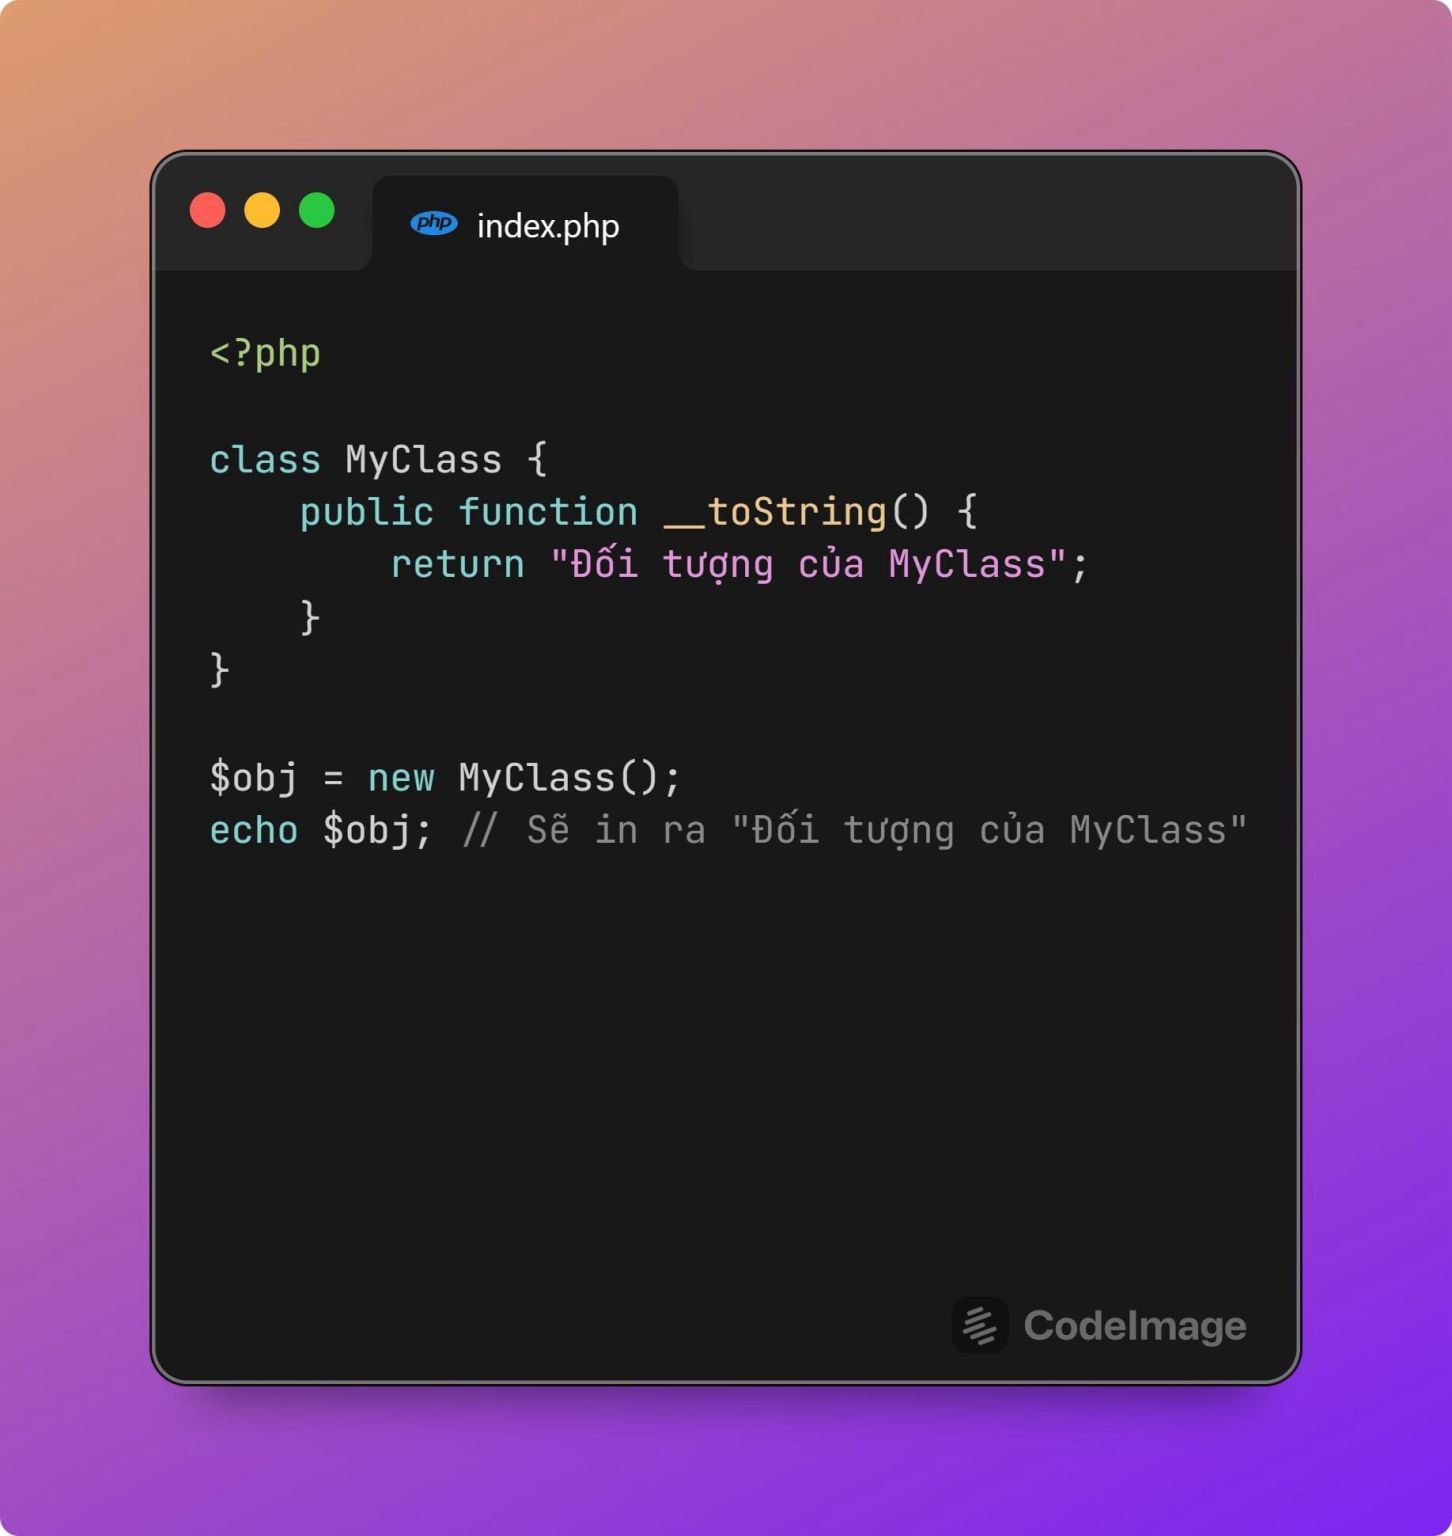 php index.php
<?php
class MyClass {
    public function __toString() {
        return "Đối tượng của MyClass";
    }
}
$obj = new MyClass();
echo $obj; // Sẽ in ra "Đối tượng của MyClass"
CodeImage